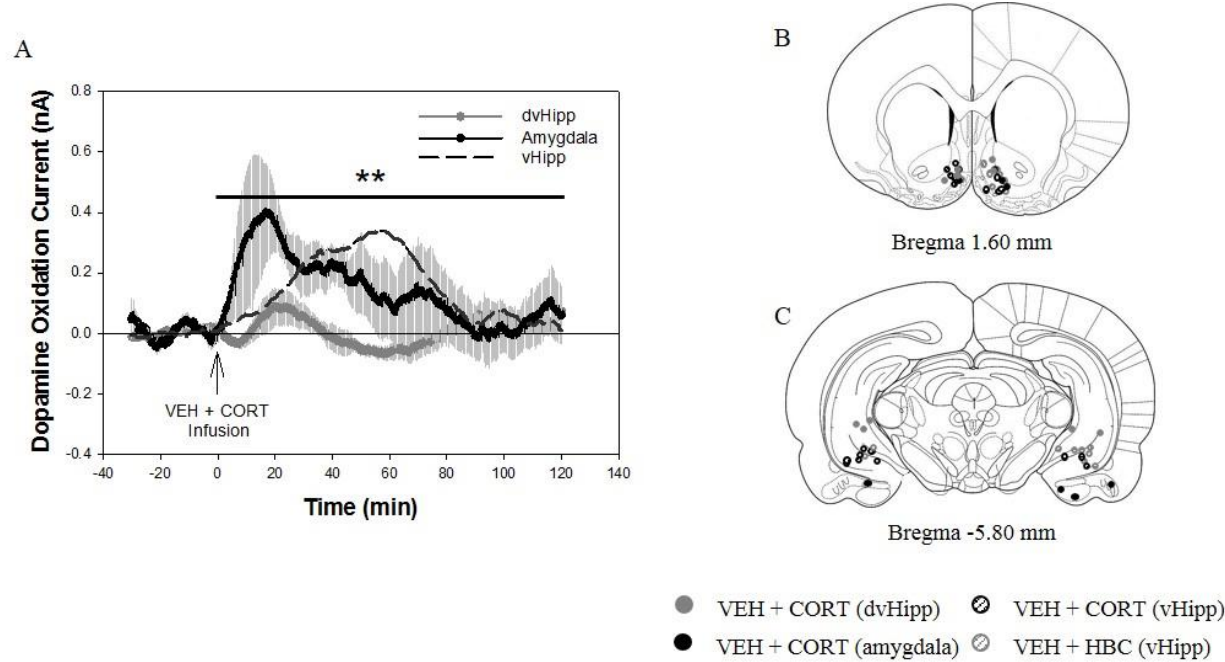 A
Dopamine Oxidation Current (nA)
0.8
0.6
0.4
0.2
0.0
-0.2
-0.4
dvHipp
Amygdala
vHipp
**
VEH + CORT
Infusion
-40 -20 0 20 40 60 80 100 120 140
Time (min)
B
Bregma 1.60 mm
C
Bregma -5.80 mm
VEH + CORT (dvHipp)
VEH + CORT (vHipp)
VEH + CORT (amygdala)
VEH + HBC (vHipp)